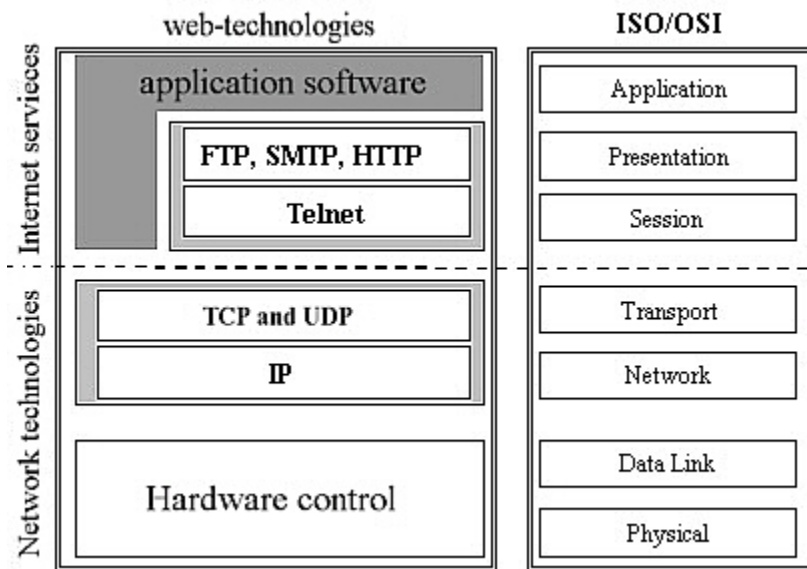 web-technologies
ISO/OSI
Internet servieces
application software
FTP, SMTP, HTTP
Telnet
Application
Presentation
Session
Network technologies
TCP and UDP
IP
Hardware control
Transport
Network
Data Link
Physical